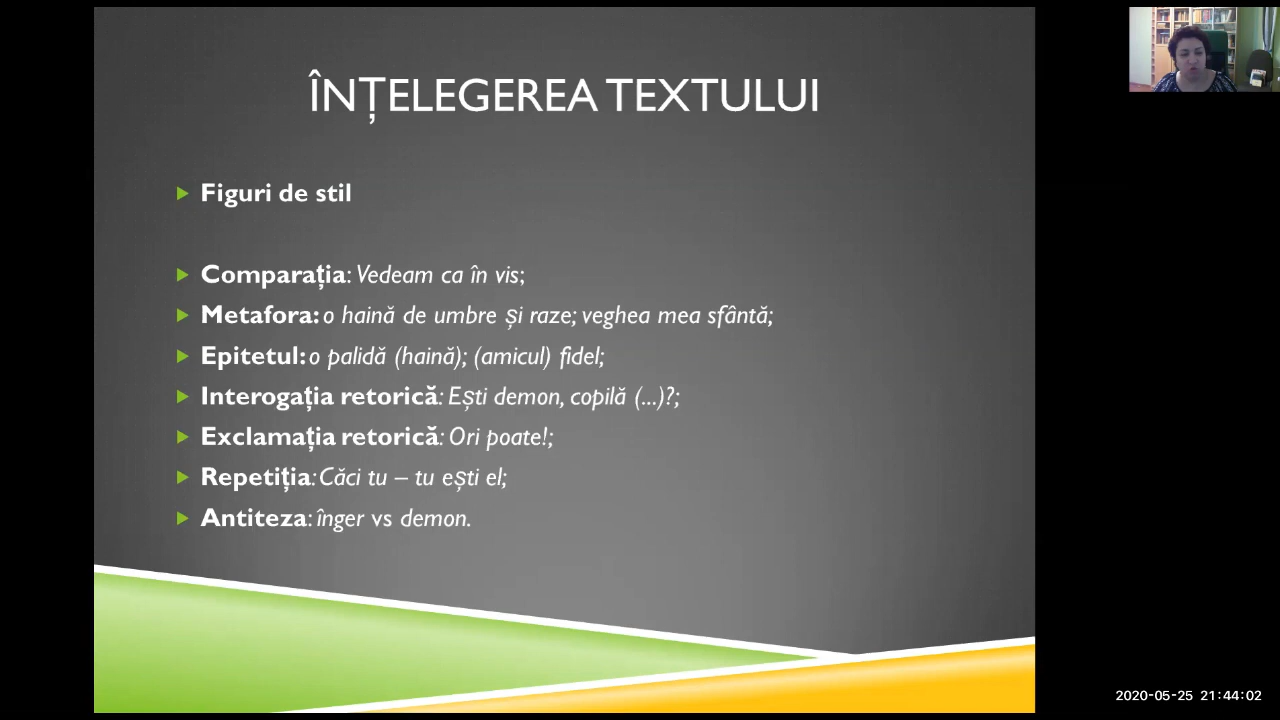 ÎNȚELEGEREA TEXTULUI
Figuri de stil
Comparația: Vedeam ca în vis;
Metafora: o haină de umbre și raze; veghea mea sfântă;
Epitetul: o palidă (haină); (amicul) fidel;
Interogația retorică: Ești demon, copilă (...)?;
Exclamația retorică: Ori poate!;
Repetiția: Căci tu – tu ești el;
Antiteza: înger vs demon.
2020-05-25 21:44:02